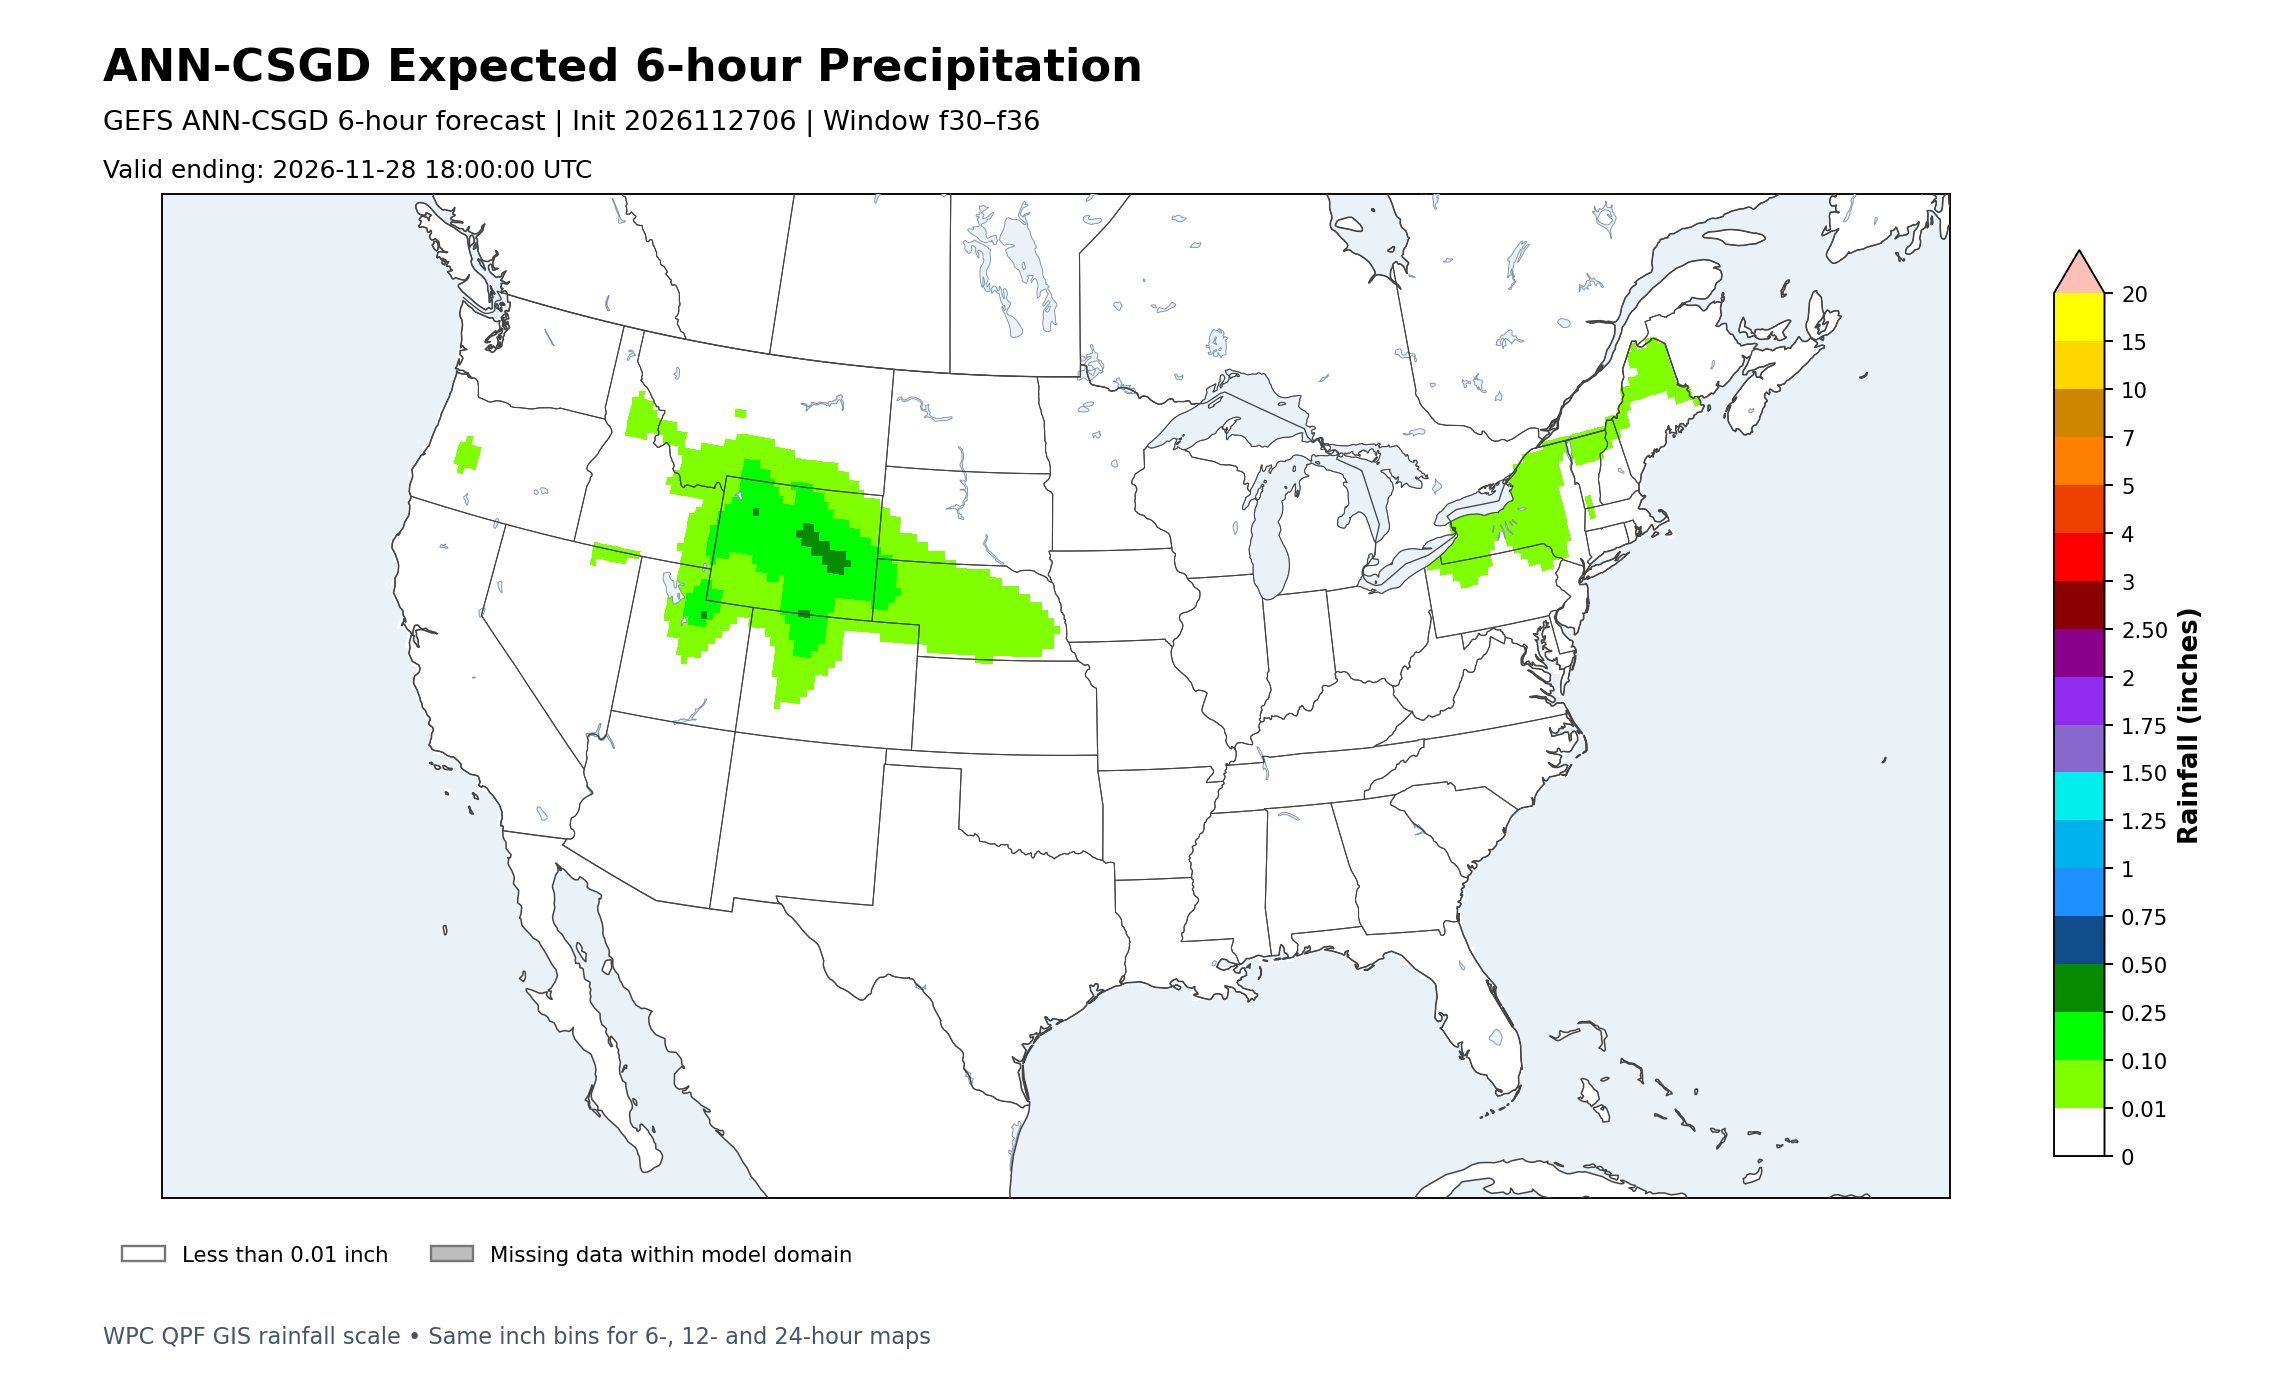 ANN-CSGD Expected 6-hour Precipitation
GEFS ANN-CSGD 6-hour forecast | Init 2026112706 | Window f30–f36
Valid ending: 2026-11-28 18:00:00 UTC
20
15
10
7
5
4
3
2.50
2
1.75
1.50
1.25
1
0.75
0.50
0.25
0.10
0.01
0
Rainfall (inches)
Less than 0.01 inch
Missing data within model domain
WPC QPF GIS rainfall scale • Same inch bins for 6-, 12- and 24-hour maps